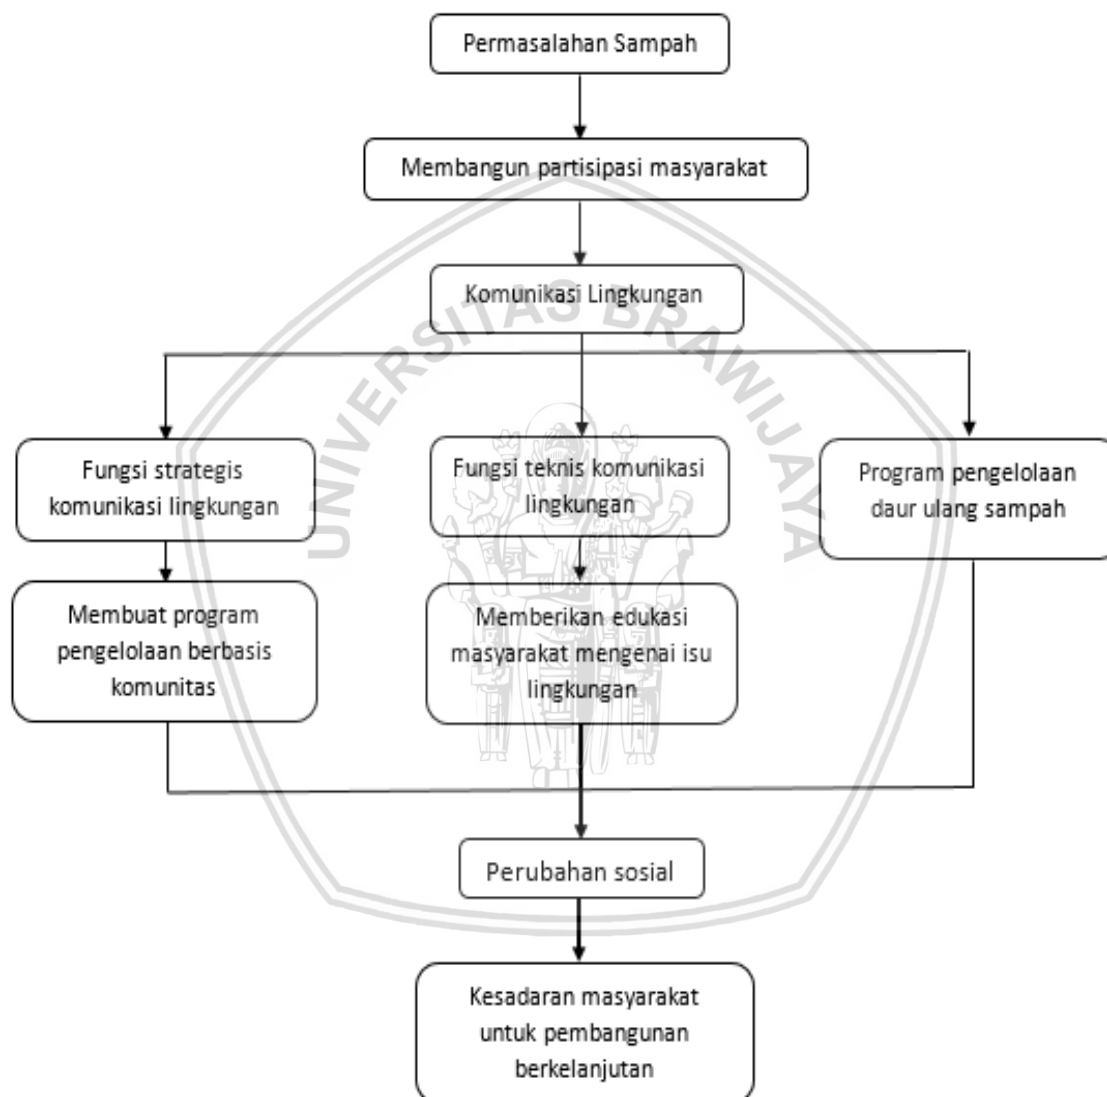 Permasalahan Sampah
Membangun partisipasi masyarakat
Komunikasi Lingkungan
UNIVERSITAS BRAWIJAYA
Fungsi strategis
komunikasi lingkungan
Fungsi teknis komunikasi
lingkungan
Program pengelolaan
daur ulang sampah
Membuat program
pengelolaan berbasis
komunitas
Memberikan edukasi
masyarakat mengenai isu
lingkungan
Perubahan sosial
Kesadaran masyarakat
untuk pembangunan
berkelanjutan